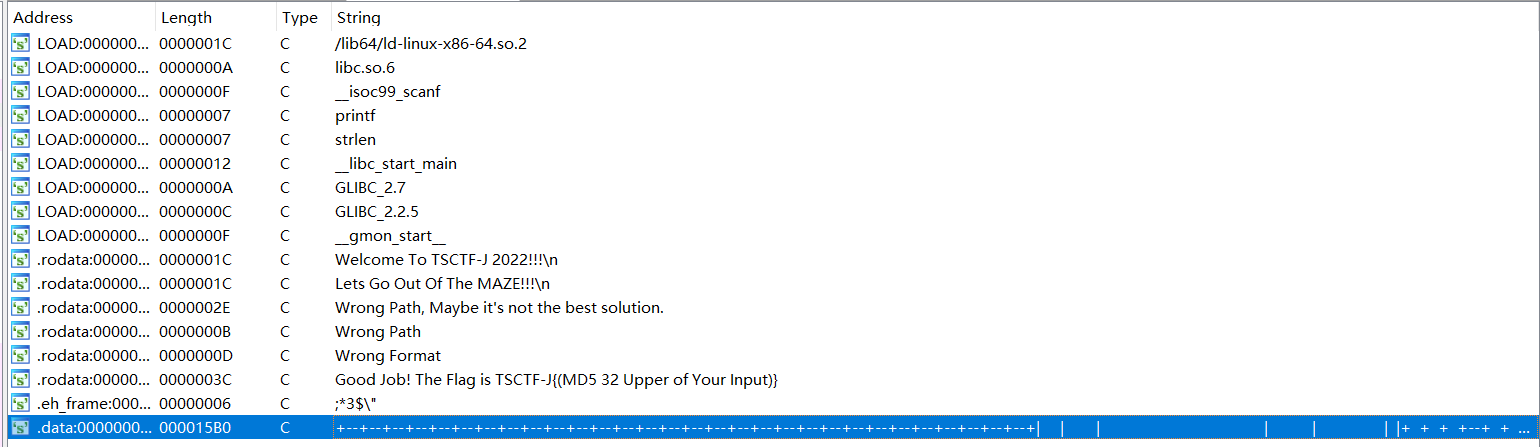 Address Length Type String
's' LOAD:000000... 0000001C C /lib64/ld-linux-x86-64.so.2
's' LOAD:000000... 0000000A C libc.so.6
's' LOAD:000000... 0000000F C __isoc99_scanf
's' LOAD:000000... 00000007 C printf
's' LOAD:000000... 00000007 C strlen
's' LOAD:000000... 00000012 C __libc_start_main
's' LOAD:000000... 0000000A C GLIBC_2.7
's' LOAD:000000... 0000000C C GLIBC_2.2.5
's' LOAD:000000... 0000000F C __gmon_start__
's' .rodata:00000... 0000001C C Welcome To TSCTF-J 2022!!!\n
's' .rodata:00000... 0000001C C Lets Go Out Of The MAZE!!!\n
's' .rodata:00000... 0000002E C Wrong Path, Maybe it's not the best solution.
's' .rodata:00000... 0000000B C Wrong Path
's' .rodata:00000... 0000000D C Wrong Format
's' .rodata:00000... 0000003C C Good Job! The Flag is TSCTF-J{(MD5 32 Upper of Your Input)}
's' .eh_frame:000... 00000006 C ;*3$\"
's' .data:0000000... 000015B0 C +--+--+--+--+--+--+--+--+--+--+--+--+--+--+--+--+--+--+--+--+--+--+--+| | | | | | ||+ + + +--+ + ...